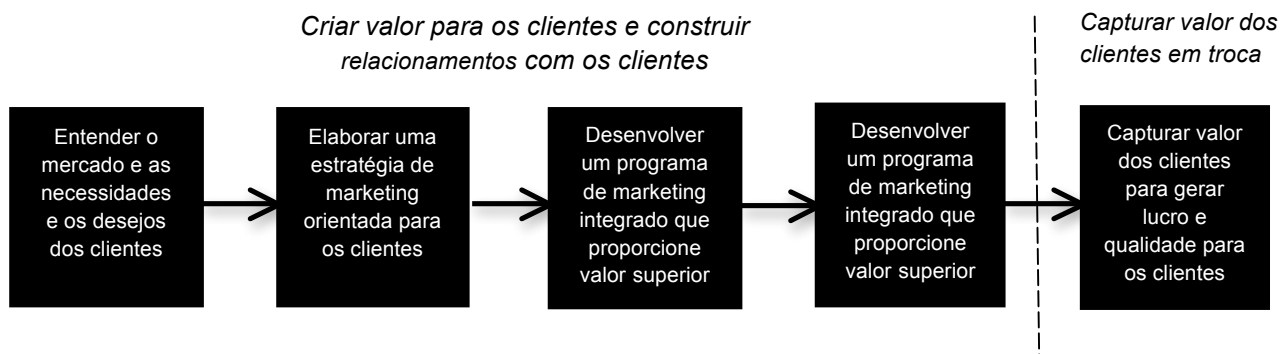 Criar valor para os clientes e construir
relacionamentos com os clientes
Capturar valor dos
clientes em troca
Entender o
mercado e as
necessidades
e os desejos
dos clientes
Elaborar uma
estratégia de
marketing
orientada para
os clientes
Desenvolver
um programa
de marketing
integrado que
proporcione
valor superior
Desenvolver
um programa
de marketing
integrado que
proporcione
valor superior
Capturar valor
dos clientes
para gerar
lucro e
qualidade para
os clientes